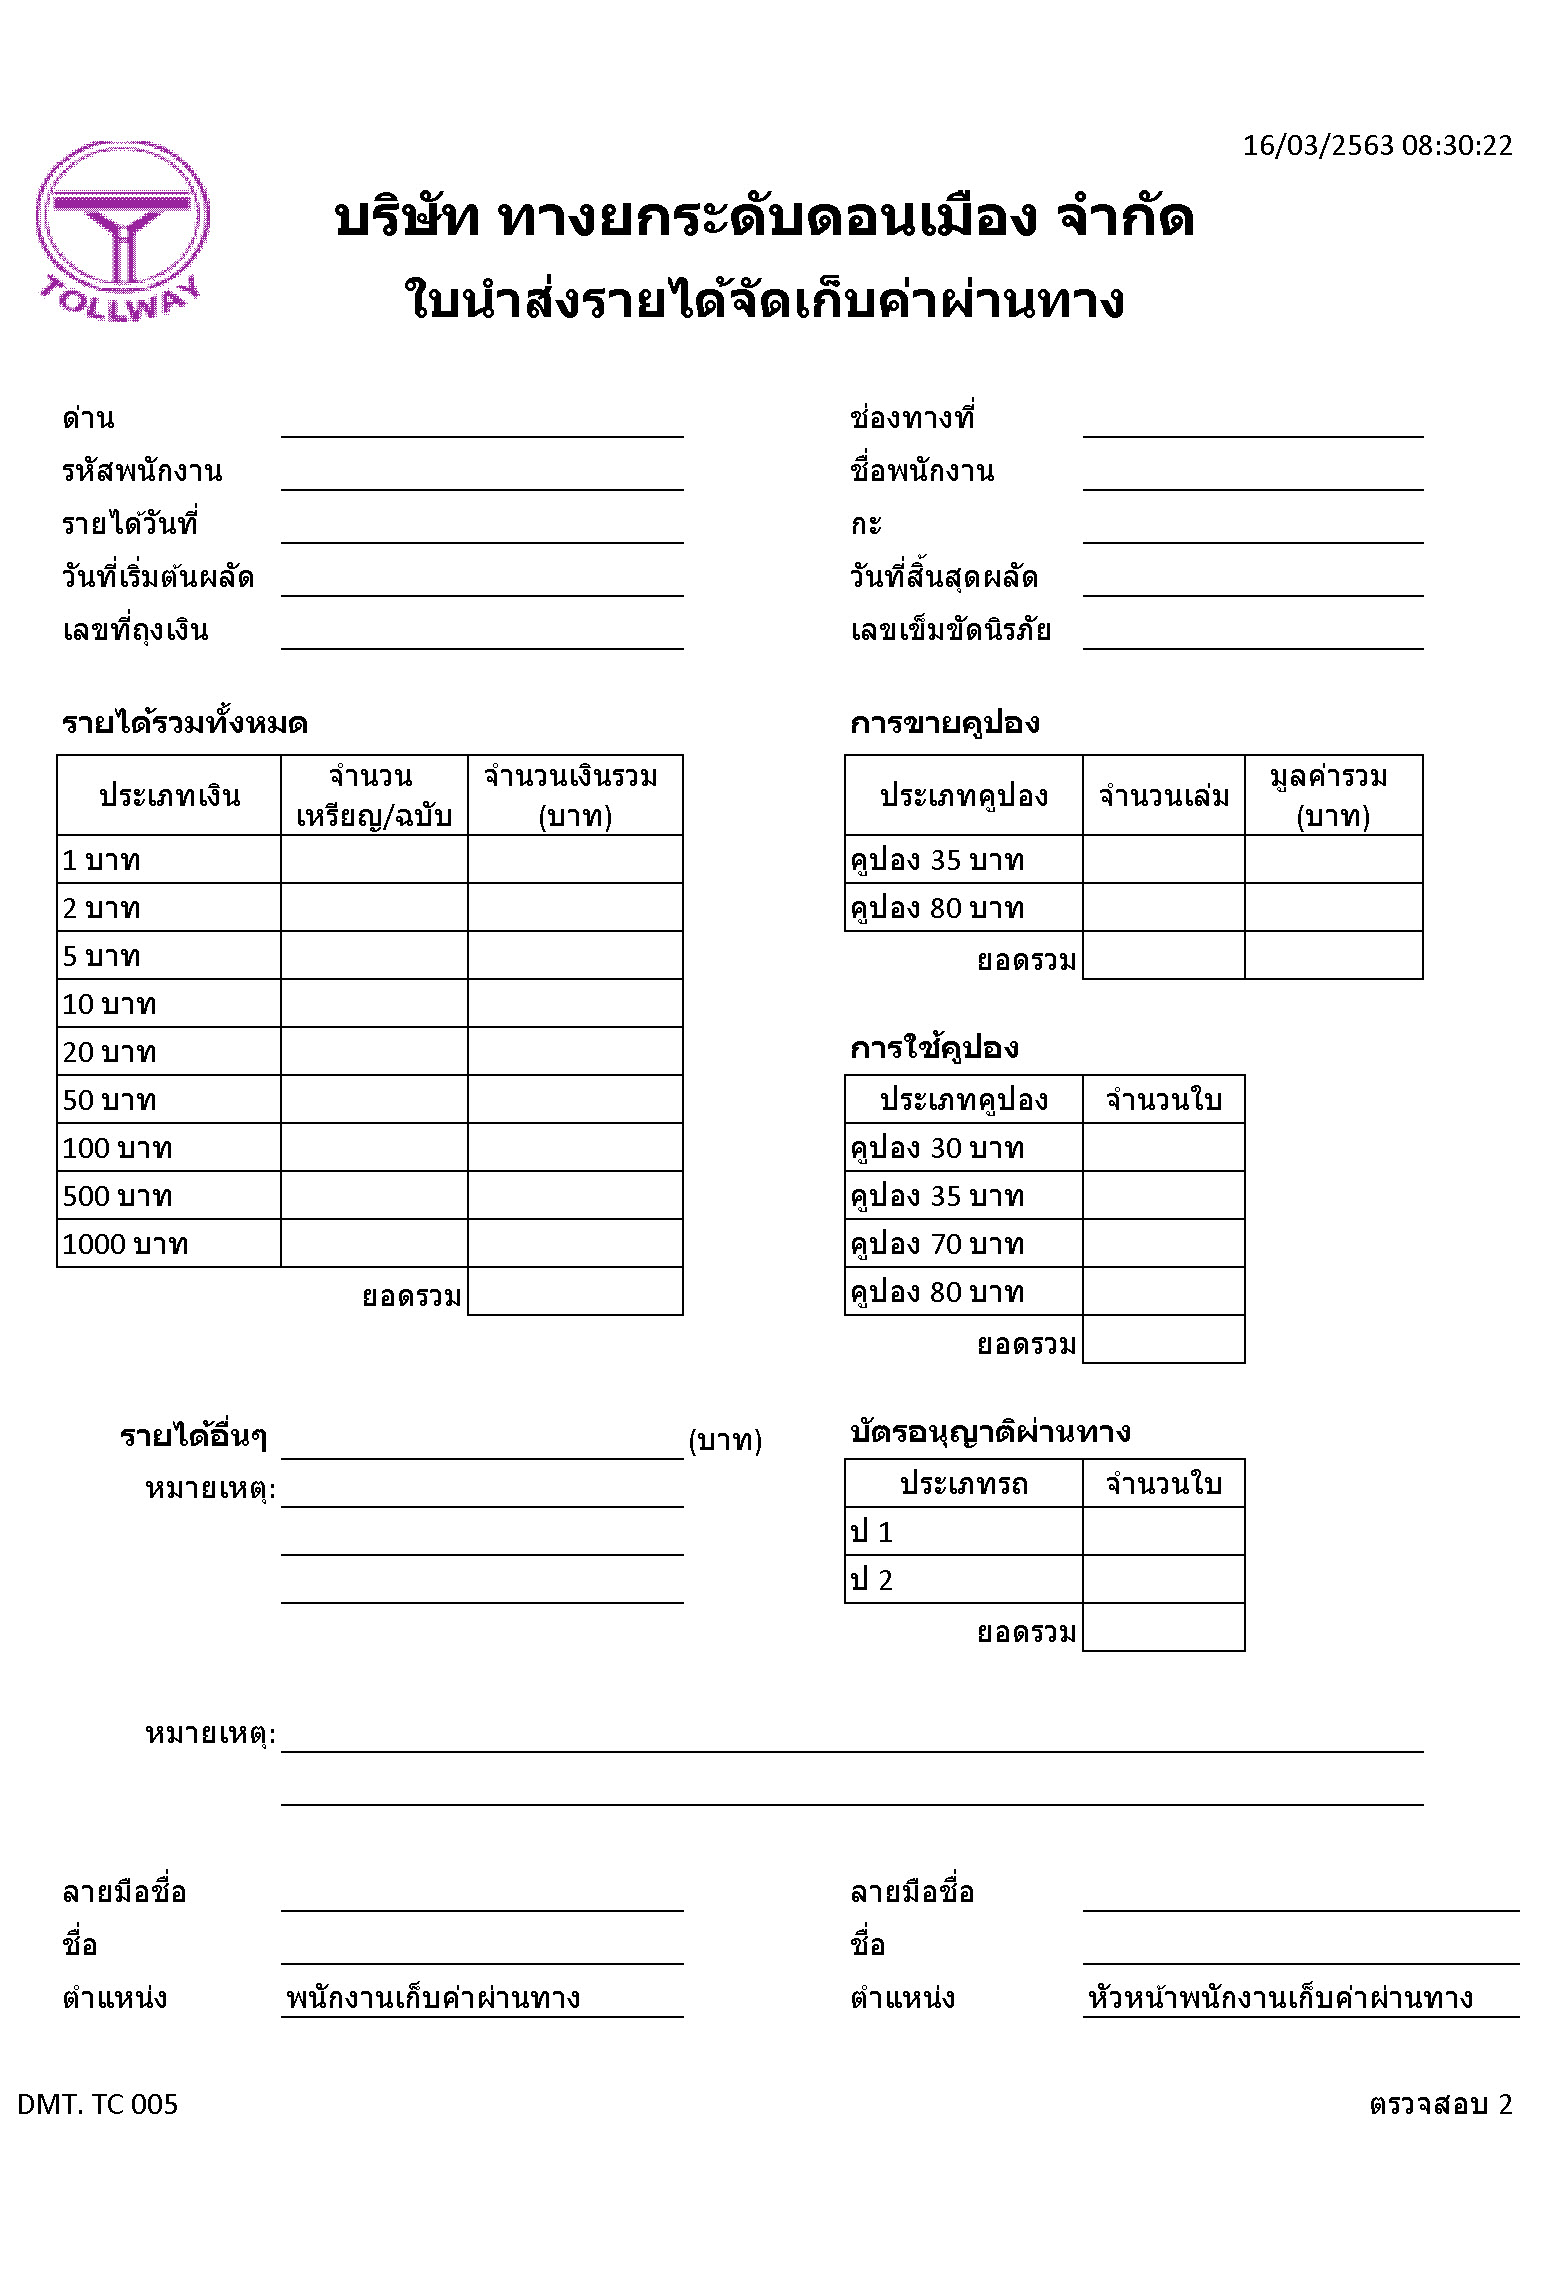 16/03/2563 08:30:22
TOLLWAY
บริษัท ทางยกระดับดอนเมือง จำกัด
ใบนำส่งรายได้จัดเก็บค่าผ่านทาง
ด่าน ช่องทางที่
รหัสพนักงาน ชื่อพนักงาน
รายได้วันที่ กะ
วันที่เริ่มต้นผลัด วันที่สิ้นสุดผลัด
เลขที่ถุงเงิน เลขเข็มขัดนิรภัย
รายได้รวมทั้งหมด
ประเภทเงิน จำนวน เหรียญ/ฉบับ จำนวนเงินรวม (บาท)
1 บาท
2 บาท
5 บาท
10 บาท
20 บาท
50 บาท
100 บาท
500 บาท
1000 บาท
ยอดรวม
การขายคูปอง
ประเภทคูปอง จำนวนเล่ม มูลค่ารวม (บาท)
คูปอง 35 บาท
คูปอง 80 บาท
ยอดรวม
การใช้คูปอง
ประเภทคูปอง จำนวนใบ
คูปอง 30 บาท
คูปอง 35 บาท
คูปอง 70 บาท
คูปอง 80 บาท
ยอดรวม
รายได้อื่นๆ (บาท)
หมายเหตุ:
บัตรอนุญาติผ่านทาง
ประเภทรถ จำนวนใบ
ป 1
ป 2
ยอดรวม
หมายเหตุ:
ลายมือชื่อ ลายมือชื่อ
ชื่อ ชื่อ
ตำแหน่ง พนักงานเก็บค่าผ่านทาง ตำแหน่ง หัวหน้าพนักงานเก็บค่าผ่านทาง
DMT. TC 005 ตรวจสอบ 2